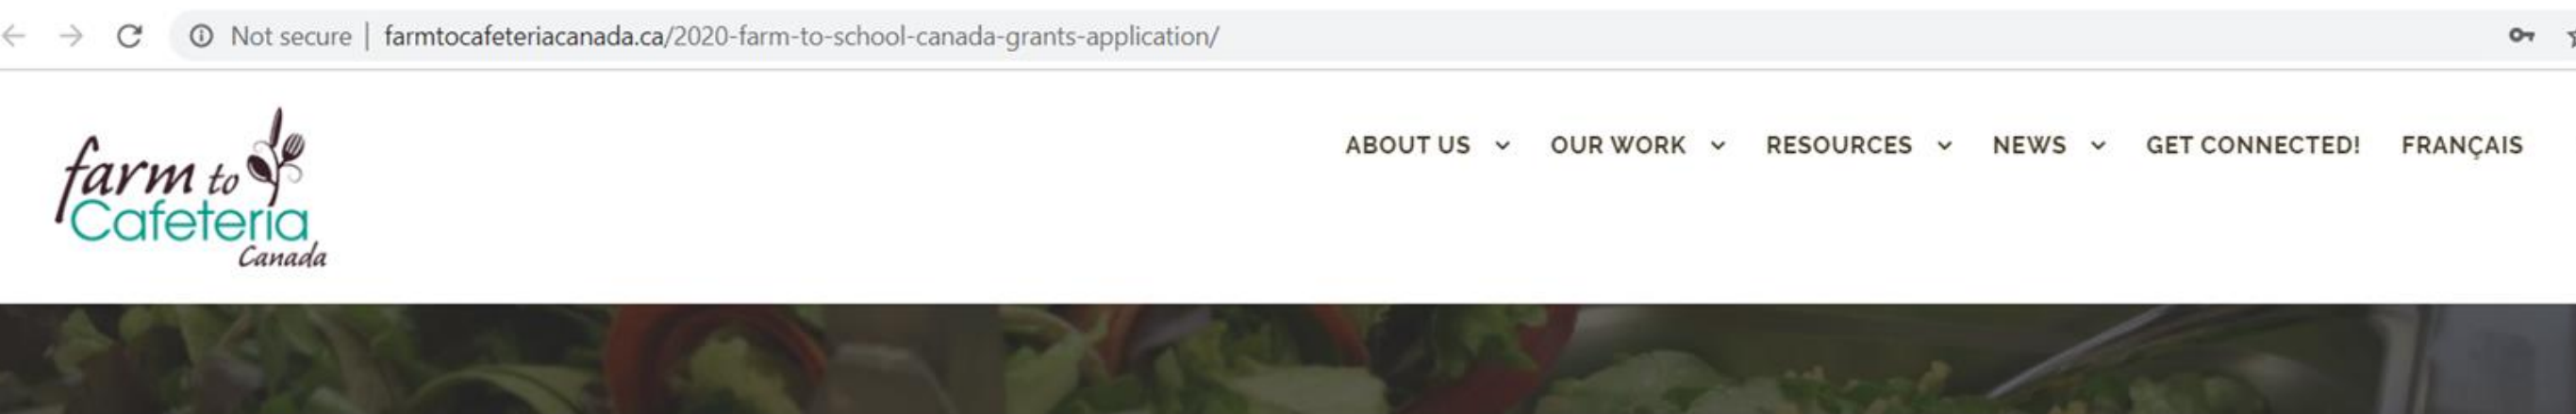 Not secure | farmtocafeteriacanada.ca/2020-farm-to-school-canada-grants-application/
farm to
Cafeteria
Canada
ABOUT US OUR WORK RESOURCES NEWS GET CONNECTED! FRANÇAIS